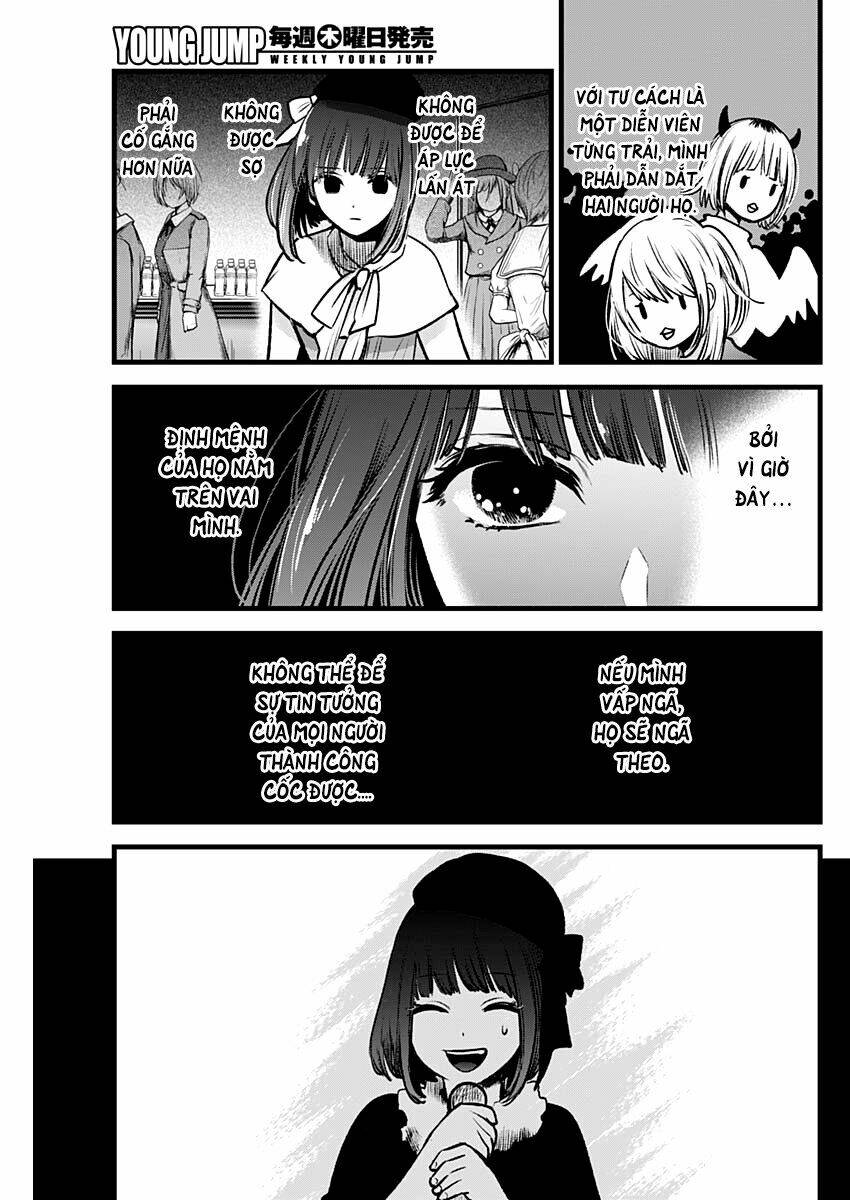 YOUNG JUMP 毎週木曜日発売
WEEKLY YOUNG JUMP
VỚI TƯ CÁCH LÀ
MỘT DIỄN VIÊN
TỪNG TRẢI, MÌNH
PHẢI DẪN DẮT
HAI NGƯỜI HỌ.
KHÔNG
ĐƯỢC ĐỂ
ÁP LỰC
LẤN ÁT
KHÔNG
ĐƯỢC
SỢ
PHẢI
CỐ GẮNG
HƠN NỮA
BỞI
VÌ GIỜ
ĐÂY...
ĐỊNH MỆNH
CỦA HỌ NẰM
TRÊN VAI
MÌNH.
NẾU MÌNH
VẤP NGÃ,
HỌ SẼ NGÃ
THEO.
KHÔNG THỂ ĐỂ
SỰ TIN TƯỞNG
CỦA MỌI NGƯỜI
THÀNH CÔNG
CỐC ĐƯỢC....